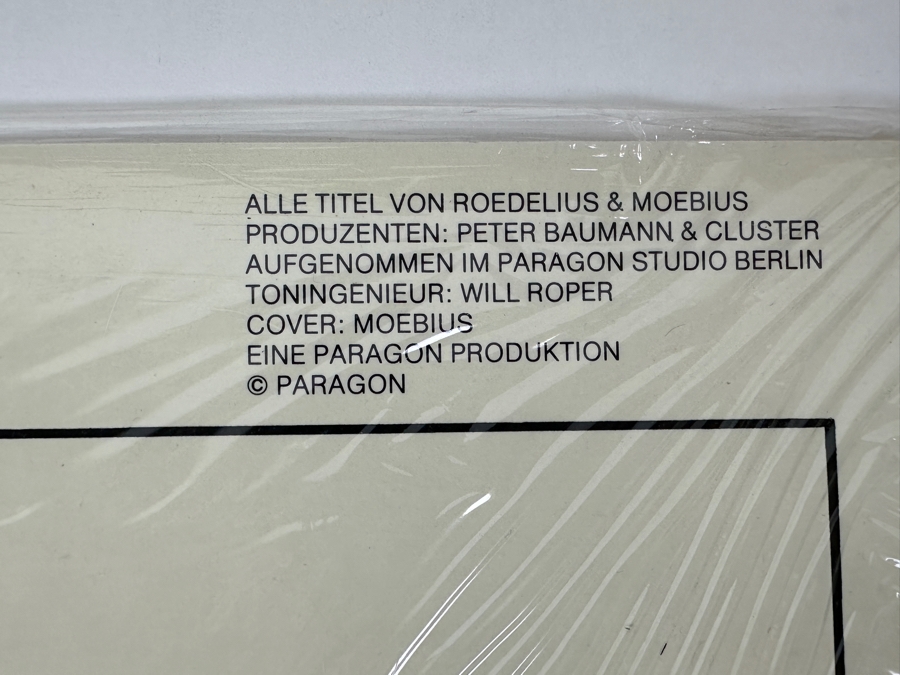 ALLE TITEL VON ROEDELIUS & MOEBIUS
PRODUZENTEN: PETER BAUMANN & CLUSTER
AUFGENOMMEN IM PARAGON STUDIO BERLIN
TONINGENIEUR: WILL ROPER
COVER: MOEBIUS
EINE PARAGON PRODUKTION
© PARAGON